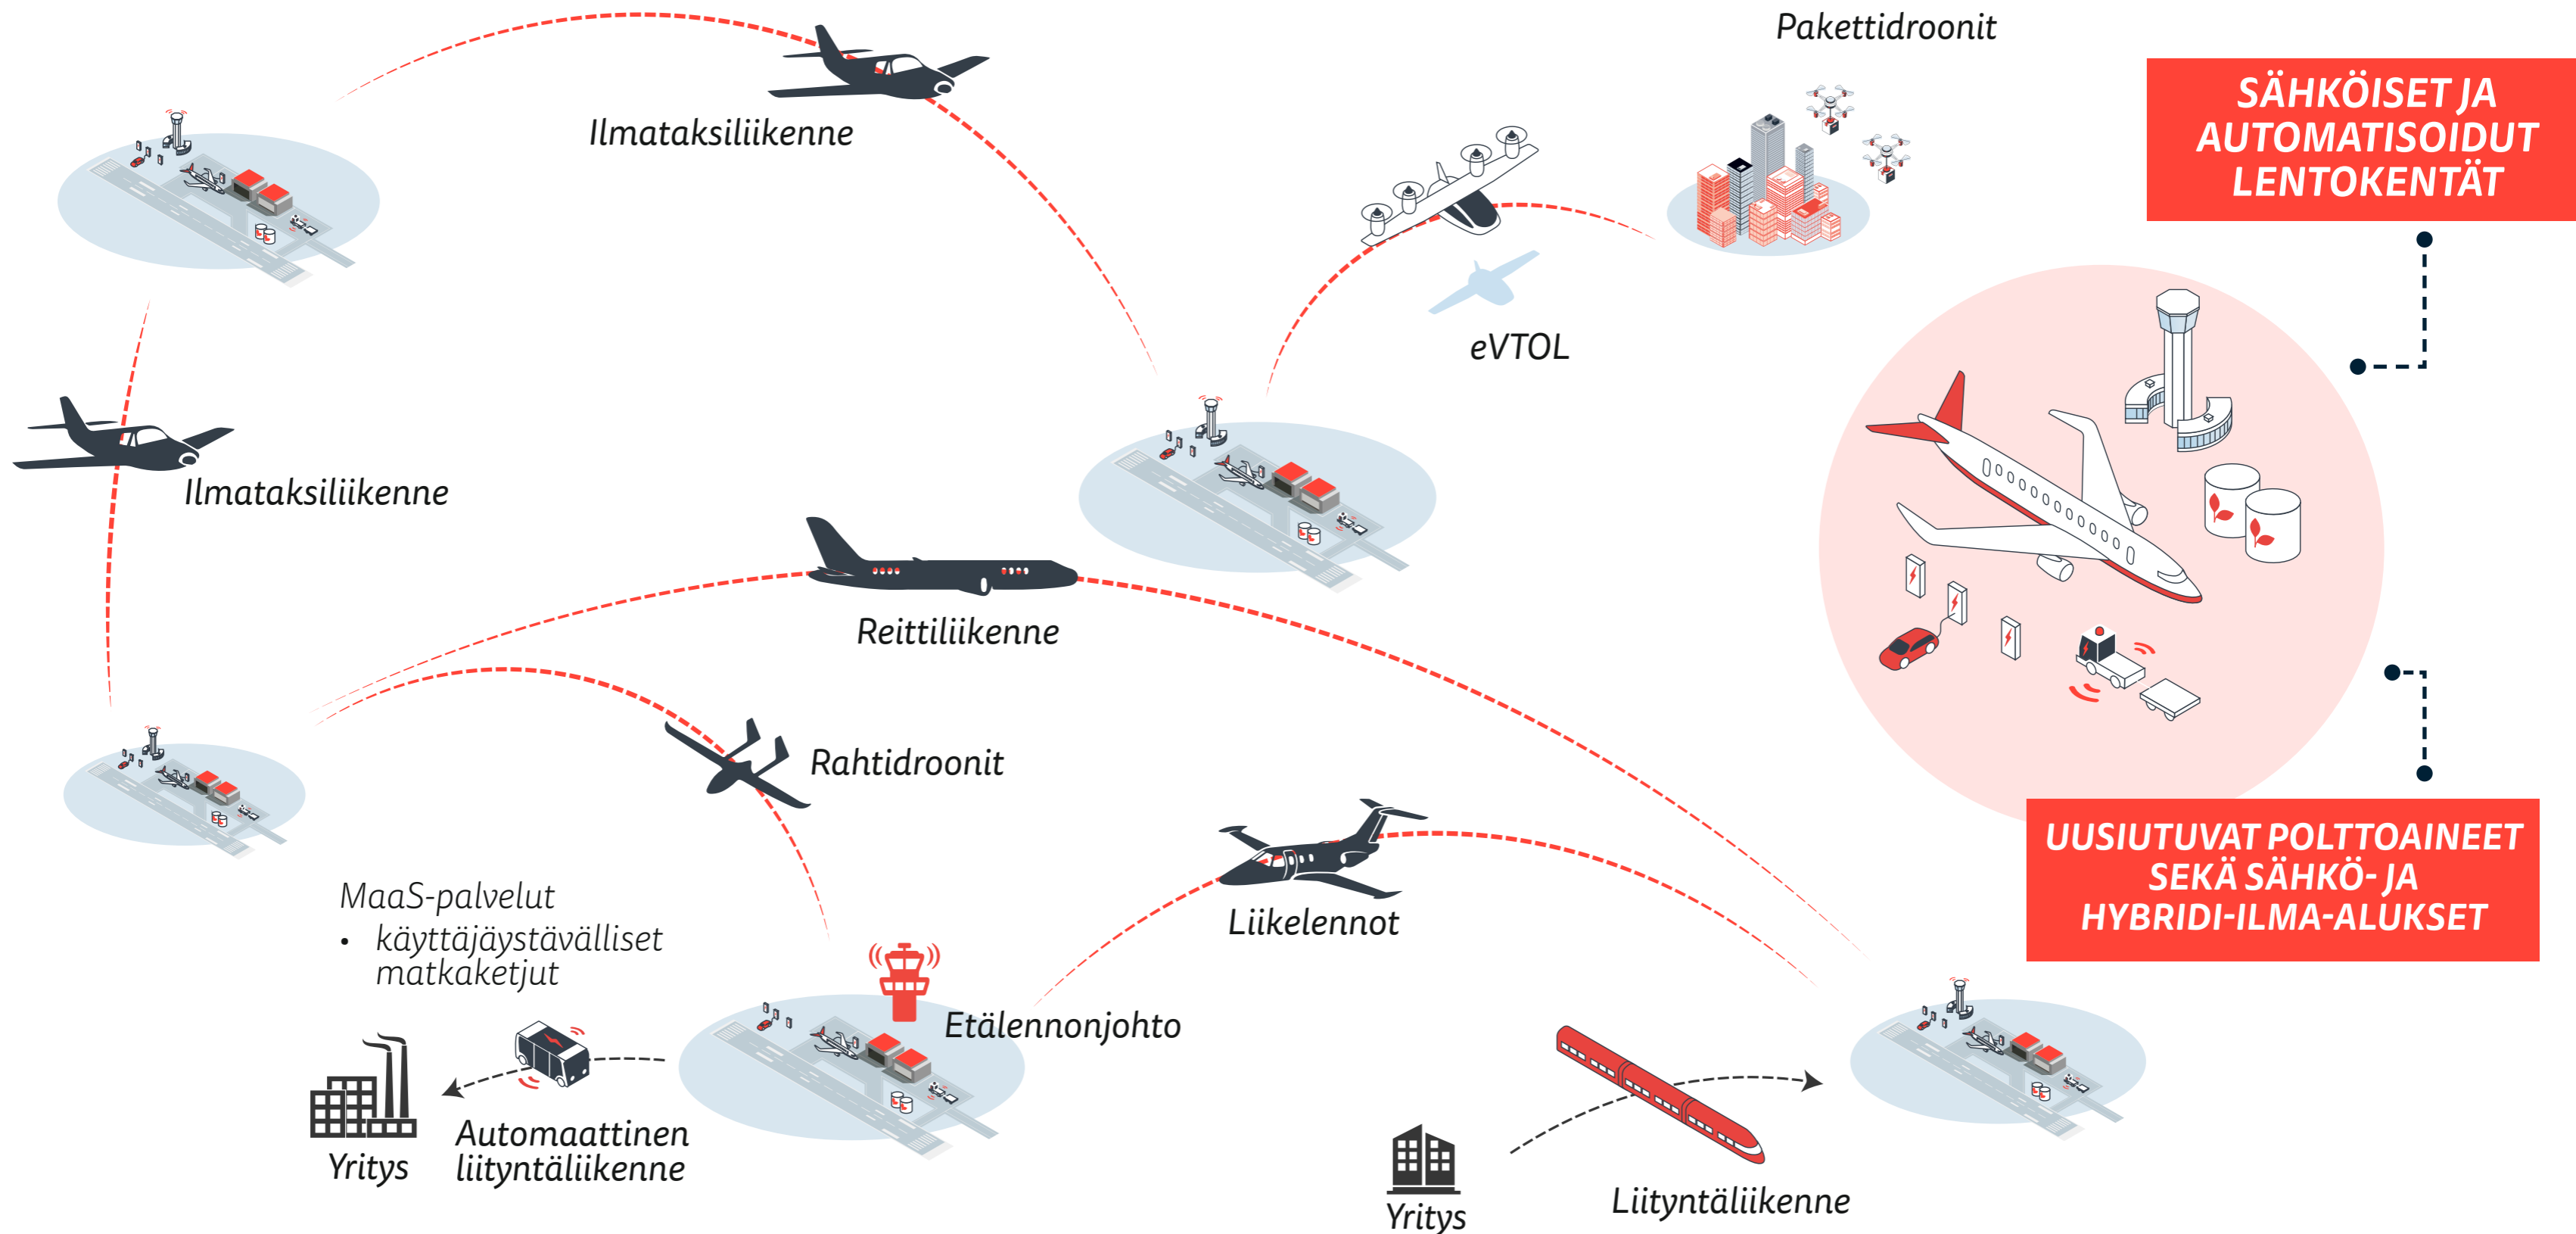 Pakettidroonit
SÄHKÖISET JA
AUTOMATISOIDUT
LENTOKENTÄT
Ilmataksiliikenne
eVTOL
Ilmataksiliikenne
Reittiliikenne
Rahtidroonit
UUSIUTUVAT POLTTOAINEET
SEKÄ SÄHKÖ- JA
HYBRIDI-ILMA-ALUKSET
MaaS-palvelut
• käyttäjäystävälliset
matkaketjut
Liikelennot
Etälennonjohto
Automaattinen
liityntäliikenne
Yritys
Liityntäliikenne
Yritys